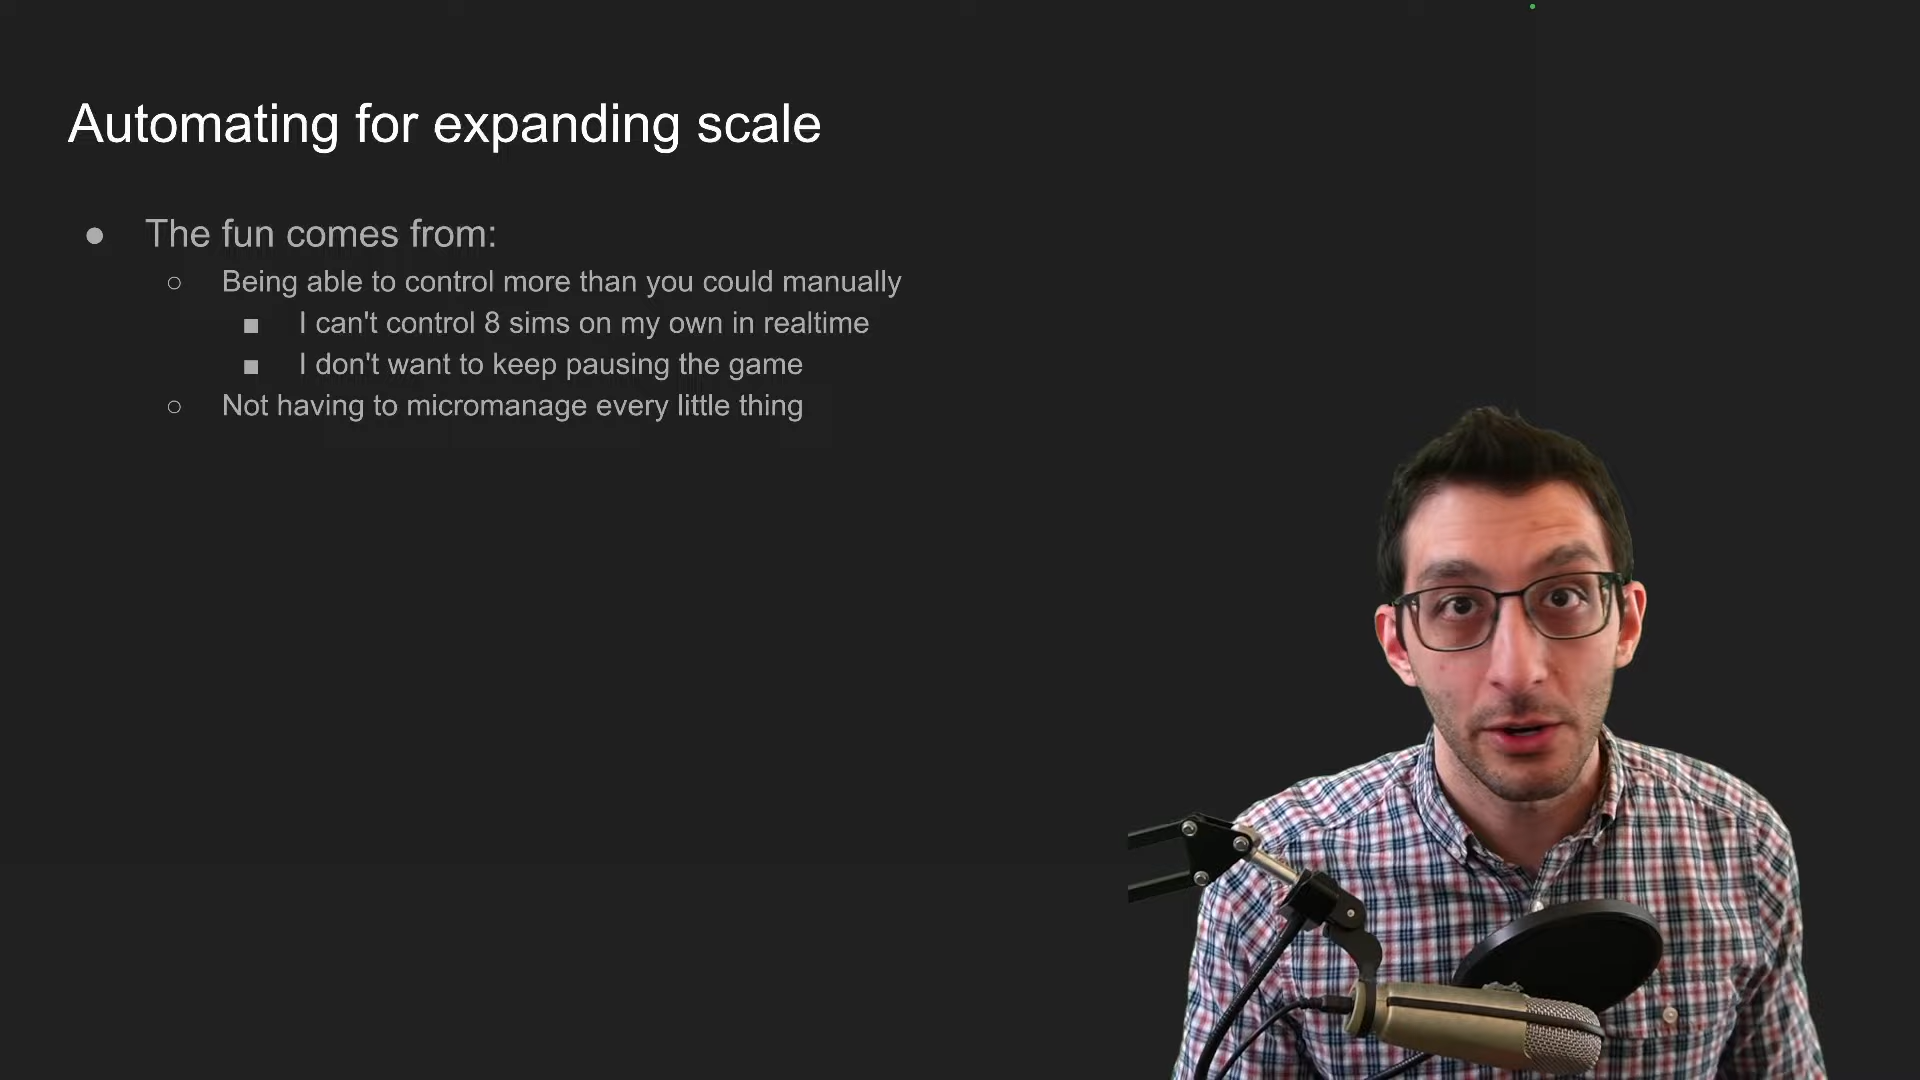 Automating for expanding scale
● The fun comes from:
○ Being able to control more than you could manually
■ I can't control 8 sims on my own in realtime
■ I don't want to keep pausing the game
○ Not having to micromanage every little thing